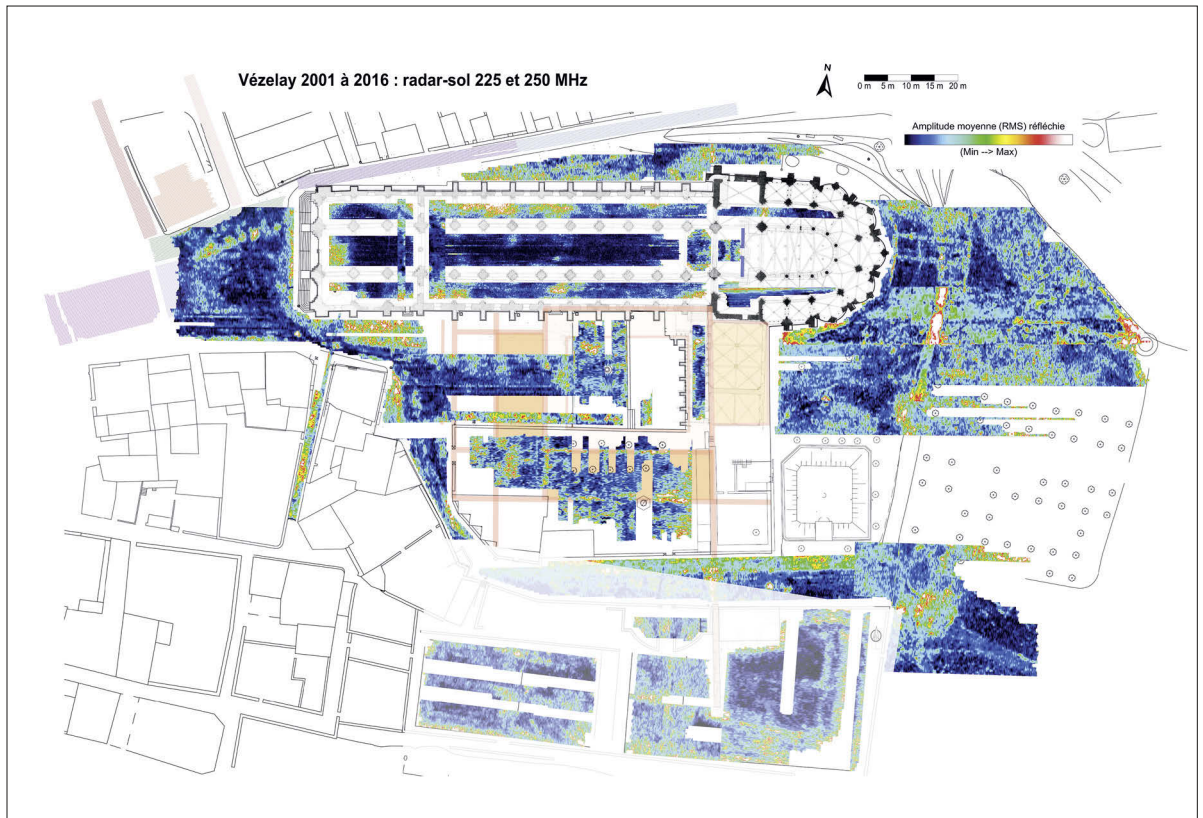 Vézelay 2001 à 2016 : radar-sol 225 et 250 MHz
N
0 m 5 m 10 m 15 m 20 m
Amplitude moyenne (RMS) réfléchie
(Min --> Max)